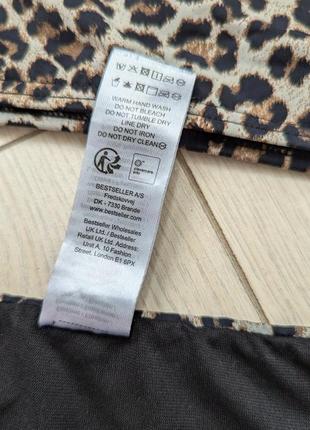 WARM HAND WASH
DO NOT BLEACH
DO NOT TUMBLE DRY
LINE DRY
DO NOT IRON
DO NOT DRY CLEAN
BESTSELLER A/S
Fredskovvej
DK - 7330 Brande
www.bestseller.com
Bestseller Wholesales
UK Ltd. / Bestseller
UK Ltd. Address:
Unit A, 10 Fashion
Street, London E1 6PX